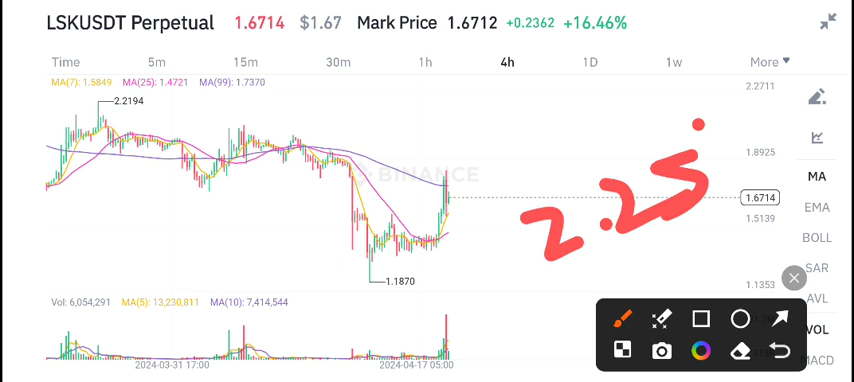 LSKUSDT Perpetual 1.6714 $1.67 Mark Price 1.6712 +0.2362 +16.46%
Time 5m 15m 30m 1h 4h 1D 1w More
MA(7): 1.5849 MA(25): 1.4721 MA(99): 1.7370
2.2711
2.2194
1.8925
BINANCE
MA
1.6714
1.5139
EMA
2.25
BOLL
SAR
1.1870
1.1353
AVL
Vol: 6,054,291 MA(5): 13,230,811 MA(10): 7,414,544
VOL
2024-03-31 17:00 2024-04-17 05:00
MACD